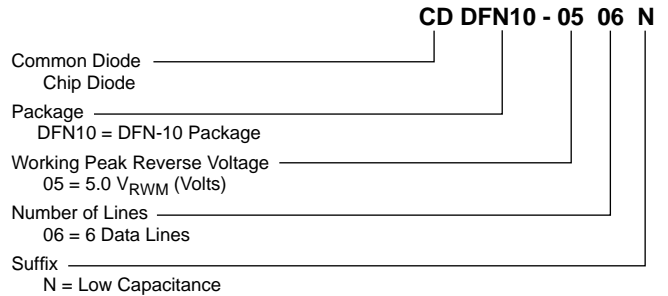 CD DFN10 - 05 06 N
Common Diode
Chip Diode
Package
DFN10 = DFN-10 Package
Working Peak Reverse Voltage
05 = 5.0 VRWM (Volts)
Number of Lines
06 = 6 Data Lines
Suffix
N = Low Capacitance